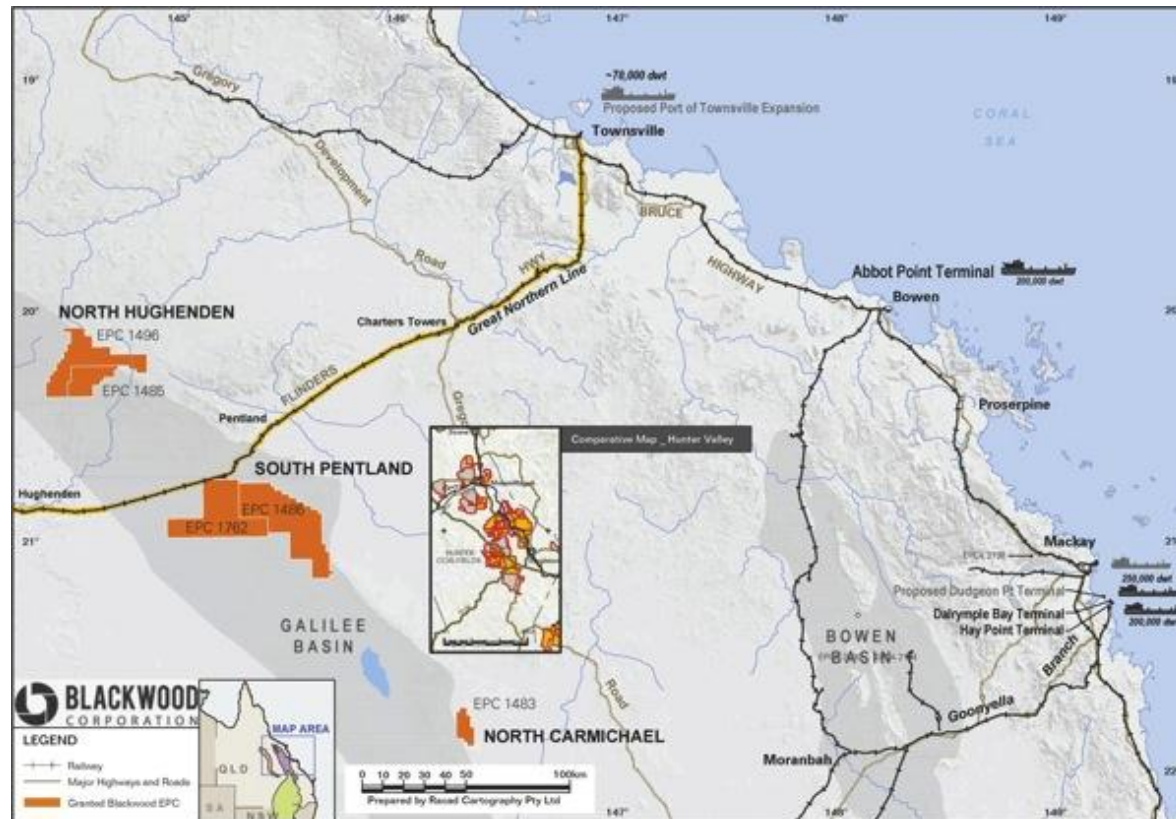 145°
146°
147°
148°
149°
19°
~78,000 dwt
Proposed Port of Townsville Expansion
CORAL
SEA
Gregory
Townsville
Development
BRUCE
Road
HWY
HIGHWAY
Abbot Point Terminal
200,000 dwt
Great Northern Line
Bowen
NORTH HUGHENDEN
20°
20
EPC 1496
Charters Towers
EPC 1485
FLINDERS
Proserpine
Pentland
Comparative Map _ Hunter Valley
SOUTH PENTLAND
Hughenden
EPC 1486
EPC 1762
21°
21
Mackay
250,000 dwt
Proposed Dudgeon Pt Terminal
Dalrymple Bay Terminal
200,000 dwt
Hay Point Terminal
GALILEE
BASIN
BOWEN
BASIN
Branch
Goonyella
Road
EPC 1483
NORTH CARMICHAEL
Moranbah
22
BLACKWOOD
CORPORATION
MAP AREA
QLD
SA
NSW
LEGEND
Railway
Major Highways and Roads
Granted Blackwood EPC
0 10 20 30 40 50 100km
Prepared by Rasad Cartography Pty Ltd
147°
148°
149°